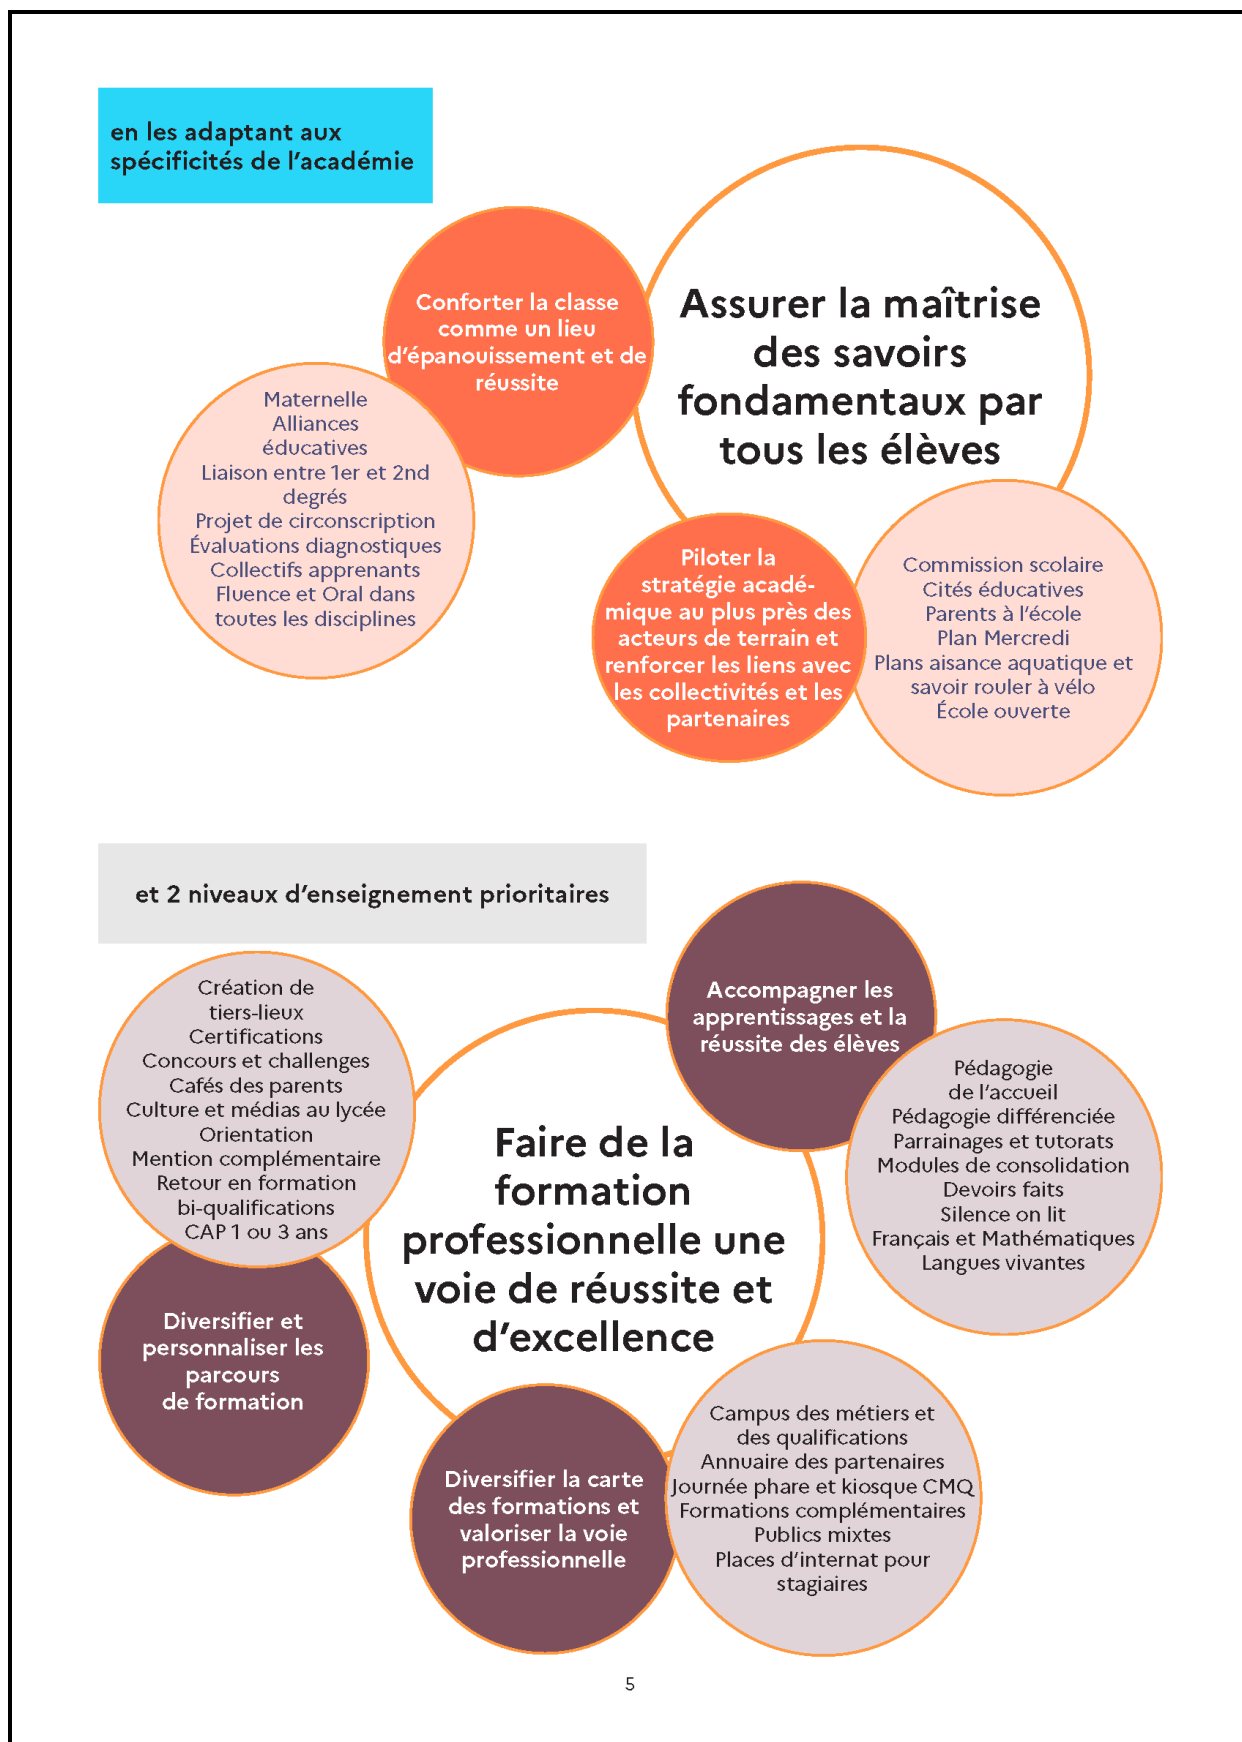 en les adaptant aux
spécificités de l'académie
Assurer la maîtrise
des savoirs
fondamentaux par
tous les élèves
Conforter la classe
comme un lieu
d'épanouissement et de
réussite
Maternelle
Alliances
éducatives
Liaison entre 1er et 2nd
degrés
Projet de circonscription
Évaluations diagnostiques
Collectifs apprenants
Fluence et Oral dans
toutes les disciplines
Piloter la
stratégie acadé-
mique au plus près des
acteurs de terrain et
renforcer les liens avec
les collectivités et les
partenaires
Commission scolaire
Cités éducatives
Parents à l'école
Plan Mercredi
Plans aisance aquatique et
savoir rouler à vélo
École ouverte
et 2 niveaux d'enseignement prioritaires
Faire de la
formation
professionnelle une
voie de réussite et
d'excellence
Accompagner les
apprentissages et la
réussite des élèves
Pédagogie
de l'accueil
Pédagogie différenciée
Parrainages et tutorats
Modules de consolidation
Devoirs faits
Silence on lit
Français et Mathématiques
Langues vivantes
Création de
tiers-lieux
Certifications
Concours et challenges
Cafés des parents
Culture et médias au lycée
Orientation
Mention complémentaire
Retour en formation
bi-qualifications
CAP 1 ou 3 ans
Diversifier et
personnaliser les
parcours
de formation
Diversifier la carte
des formations et
valoriser la voie
professionnelle
Campus des métiers et
des qualifications
Annuaire des partenaires
Journée phare et kiosque CMQ
Formations complémentaires
Publics mixtes
Places d'internat pour
stagiaires
5